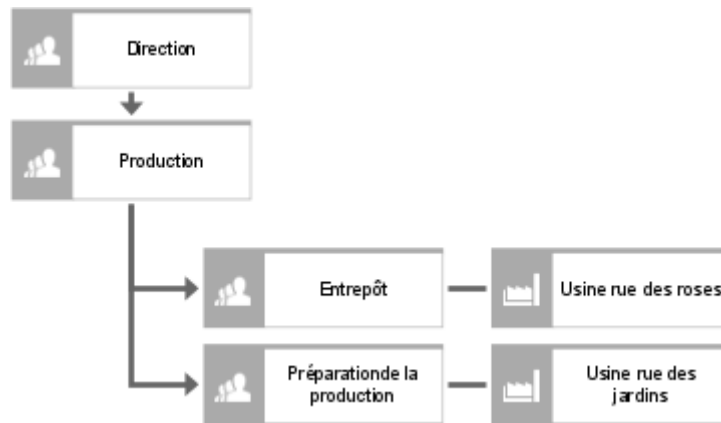 Direction
Production
Entrepôt
Usine rue des roses
Préparationde la
production
Usine rue des
jardins